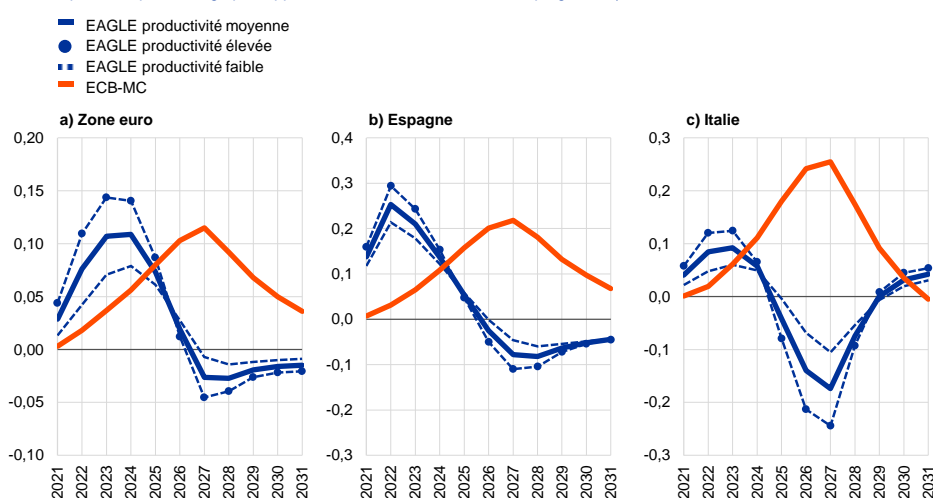 EAGLE productivité moyenne
EAGLE productivité élevée
EAGLE productivité faible
ECB-MC
a) Zone euro
0,20
0,15
0,10
0,05
0,00
-0,05
-0,10
2021 2022 2023 2024 2025 2026 2027 2028 2029 2030 2031
b) Espagne
0,4
0,3
0,2
0,1
0,0
-0,1
-0,2
-0,3
2021 2022 2023 2024 2025 2026 2027 2028 2029 2030 2031
c) Italie
0,3
0,2
0,1
0,0
-0,1
-0,2
-0,3
2021 2022 2023 2024 2025 2026 2027 2028 2029 2030 2031